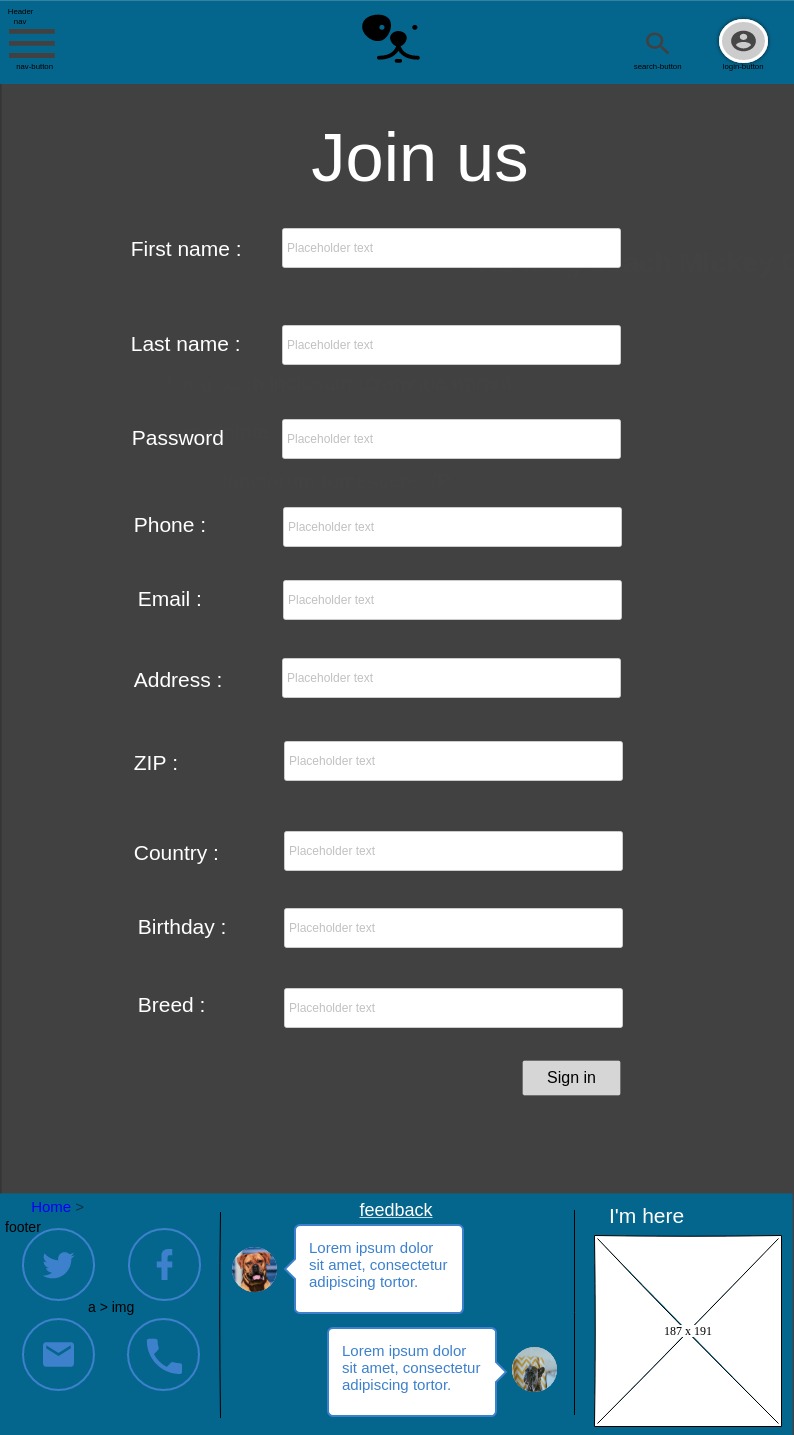 Header
nav
nav-button
search-button
login-button
Join us
First name :
Placeholder text
Last name :
Placeholder text
Password
Placeholder text
Phone :
Placeholder text
Email :
Placeholder text
Address :
Placeholder text
ZIP :
Placeholder text
Country :
Placeholder text
Birthday :
Placeholder text
Breed :
Placeholder text
Sign in
Home >
footer
a > img
feedback
Lorem ipsum dolor
sit amet, consectetur
adipiscing tortor.
Lorem ipsum dolor
sit amet, consectetur
adipiscing tortor.
I'm here
187 x 191